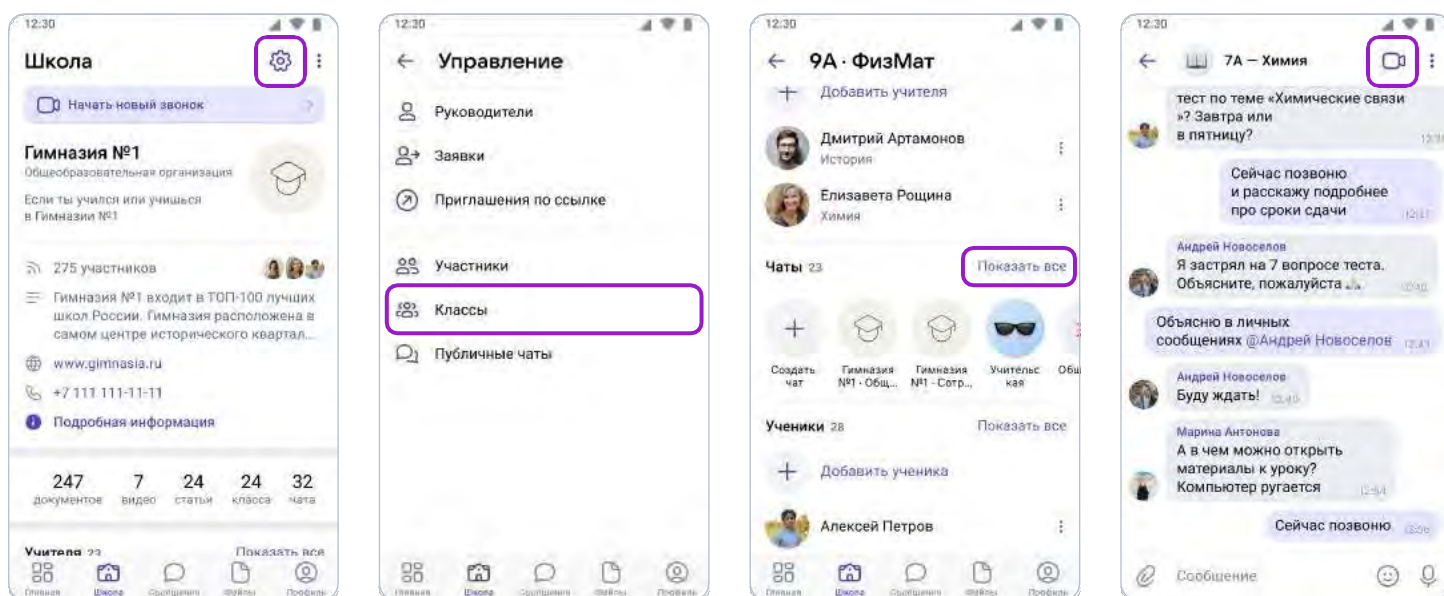 12:30
Школа
Начать новый звонок
Гимназия №1
Общеобразовательная организация
Если ты учился или учишься
в Гимназии №1
275 участников
Гимназия №1 входит в ТОП-100 лучших
школ России. Гимназия расположена в
самом центре исторического квартал...
www.gimnasia.ru
+7 111 111-11-11
Подробная информация
247 7 24 24 32
документов видео статьи класса чата
Учителя 23 Показать все
Главная Школа Сообщения Файлы Профиль
12:30
Управление
Руководители
Заявки
Приглашения по ссылке
Участники
Классы
Публичные чаты
Главная Школа Сообщения Файлы Профиль
12:30
9А · ФизМат
Добавить учителя
Дмитрий Артамонов
История
Елизавета Рощина
Химия
Чаты 23 Показать все
Создать Гимназия Гимназия Учительс Общ
чат №1 · Общ... №1 - Сотр... кая
Ученики 28 Показать все
Добавить ученика
Алексей Петров
Главная Школа Сообщения Файлы Профиль
12:30
7А — Химия
тест по теме «Химические связи
»? Завтра или
в пятницу?
Сейчас позвоню
и расскажу подробнее
про сроки сдачи
Андрей Новоселов
Я застрял на 7 вопросе теста.
Объясните, пожалуйста
Объясню в личных
сообщениях @Андрей Новоселов
Андрей Новоселов
Буду ждать!
Марина Антонова
А в чем можно открыть
материалы к уроку?
Компьютер ругается
Сейчас позвоню
Сообщение